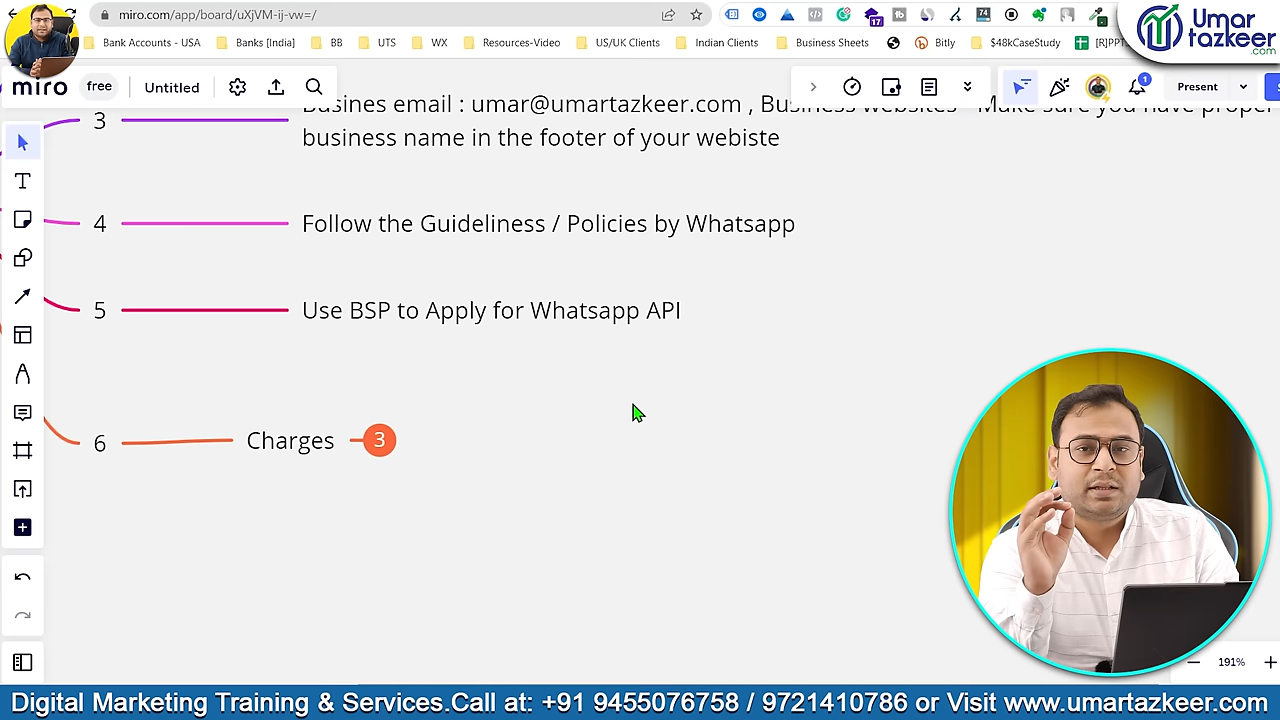 miro.com/app/board/uXjVM-ij-uw=/
17
74
Umar
tazkeer
.com
Bank Accounts - USA
Banks [India]
BB
UTS
WX
Resources-Video
US/UK Clients
Indian Clients
Business Sheets
Bitly
$48kCaseStudy
miro
free
Untitled
1
Present
3
Busines email : umar@umartazkeer.com , Business websites - Make sure you have proper
business name in the footer of your webiste
4
Follow the Guideliness / Policies by Whatsapp
5
Use BSP to Apply for Whatsapp API
6
Charges
3
191%
Digital Marketing Training & Services.Call at: +91 9455076758 / 9721410786 or Visit www.umartazkeer.com